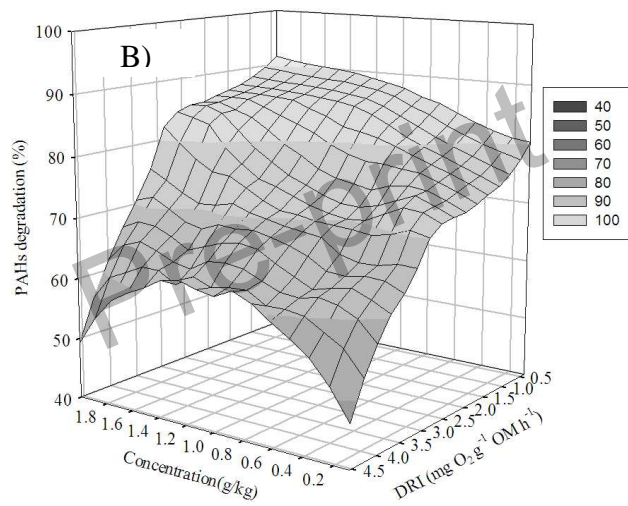 B)
100
90
80
70
60
50
40
PAHs degradation (%)
1.8 1.6 1.4 1.2 1.0 0.8 0.6 0.4 0.2
Concentration(g/kg)
4.5 4.0 3.5 3.0 2.5 2.0 1.5 1.0 0.5
DRI (mg O₂ g⁻¹ OM h⁻¹)
40
50
60
70
80
90
100
Pre-print